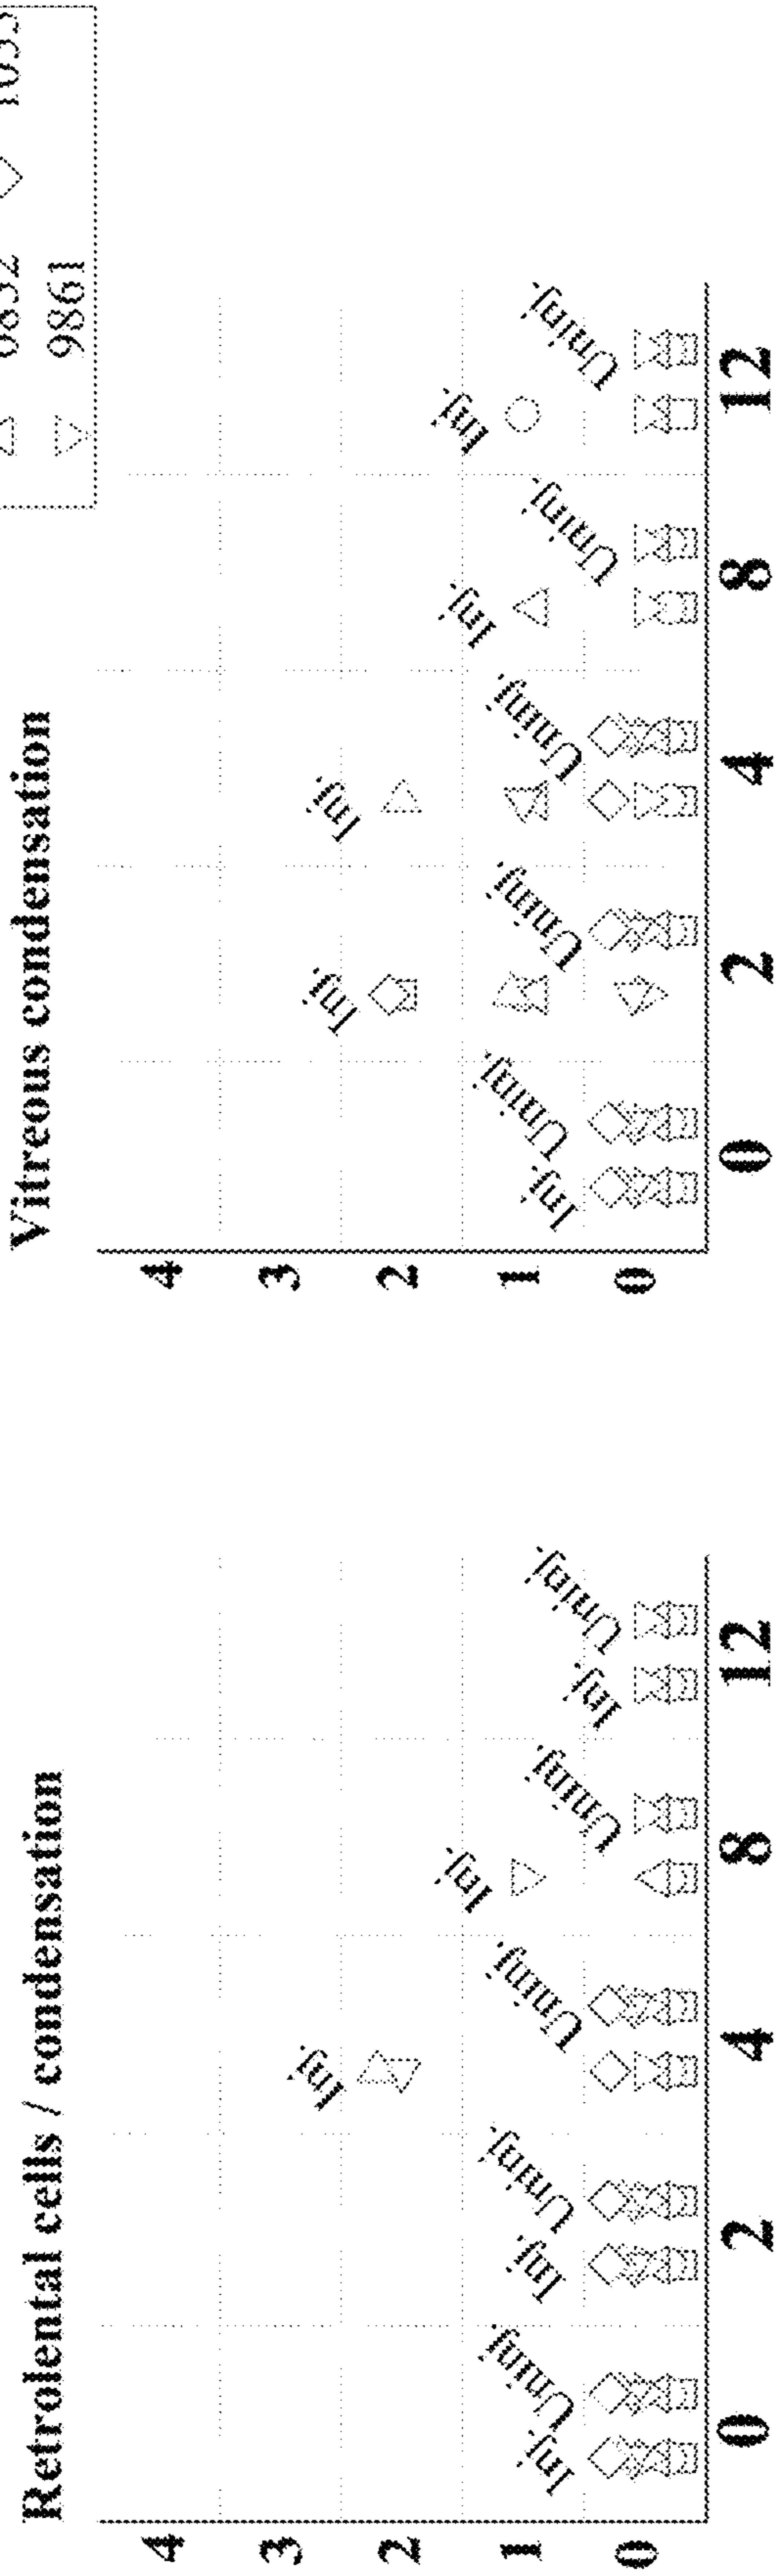 Retrolental cells / condensation
4
3
2
1
0
Inj. Uninj.
Inj. Uninj.
Inj. Uninj.
Inj. Uninj.
Inj. Uninj.
0 2 4 8 12
9861
Vitreous condensation
4
3
2
1
0
Inj. Uninj.
Inj. Uninj.
Inj. Uninj.
Inj. Uninj.
Inj. Uninj.
0 2 4 8 12